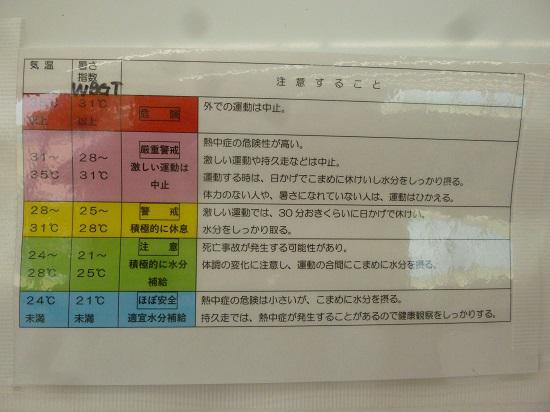 気温 暑さ指数 WBGT 注意すること
以上 31℃以上 危険 外での運動は中止。
31～35℃ 28～31℃ 厳重警戒 激しい運動は中止 熱中症の危険性が高い。
激しい運動や持久走などは中止。
運動する時は、日かげでこまめに休けいし水分をしっかり摂る。
体力のない人や、暑さになれていない人は、運動はひかえる。
28～31℃ 25～28℃ 警戒 積極的に休息 激しい運動では、30分おきくらいに日かげで休けい。
水分をしっかり取る。
24～28℃ 21～25℃ 注意 積極的に水分補給 死亡事故が発生する可能性があり。
体調の変化に注意し、運動の合間にこまめに水分を摂る。
24℃未満 21℃未満 ほぼ安全 適宜水分補給 熱中症の危険は小さいが、こまめに水分を摂る。
持久走では、熱中症が発生することがあるので健康観察をしっかりする。